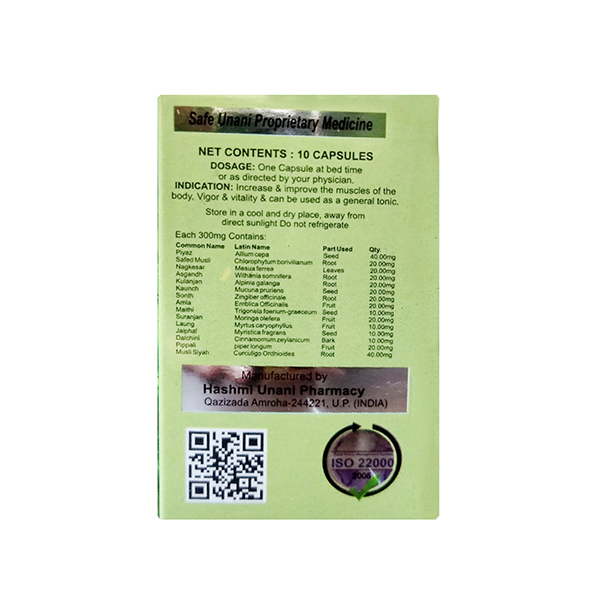 Safe Unani Proprietary Medicine
NET CONTENTS : 10 CAPSULES
DOSAGE: One Capsule at bed time
or as directed by your physician.
INDICATION: Increase & improve the muscles of the
body, Vigor & vitality & can be used as a general tonic.
Store in a cool and dry place, away from
direct sunlight Do not refrigerate
Each 300mg Contains:
Common Name Latin Name Part Used Qty.
Piyaz Allium cepa Seed 40.00mg
Safed Musli Chlorophytum borivilianum Root 20.00mg
Nagkesar Mesua ferrea Leaves 20.00mg
Asgandh Withania somnifera Root 20.00mg
Kulanjan Alpinia galanga Root 20.00mg
Kaunch Mucuna pruriens Seed 20.00mg
Sonth Zingiber officinale Root 20.00mg
Amla Emblica Officinalis Fruit 20.00mg
Maithi Trigonela foenum-graeceum Seed 10.00mg
Suranjan Moringa olefera Fruit 20.00mg
Laung Myrtus caryophyllus Fruit 10.00mg
Jaiphal Myristica fragrans Seed 10.00mg
Dalchini Cinnamornum zeylanicum Bark 10.00mg
Pippali piper longum Fruit 20.00mg
Musli Siyah Curculigo Ordhioides Root 40.00mg
Manufactured by
Hashmi Unani Pharmacy
Qazizada Amroha-244221, U.P. (INDIA)
ISO 22000